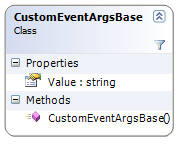 CustomEventArgsBase
Class
Properties
Value : string
Methods
CustomEventArgsBase()